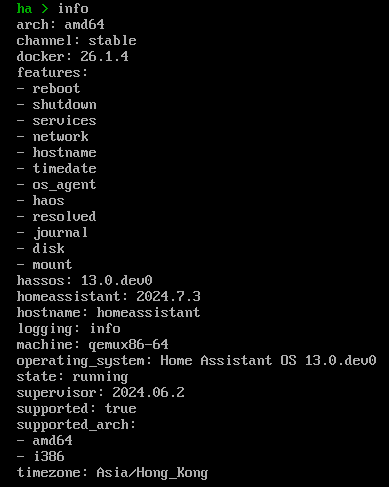 ha > info
arch: amd64
channel: stable
docker: 26.1.4
features:
- reboot
- shutdown
- services
- network
- hostname
- timedate
- os_agent
- haos
- resolved
- journal
- disk
- mount
hassos: 13.0.dev0
homeassistant: 2024.7.3
hostname: homeassistant
logging: info
machine: qemux86-64
operating_system: Home Assistant OS 13.0.dev0
state: running
supervisor: 2024.06.2
supported: true
supported_arch:
- amd64
- i386
timezone: Asia/Hong_Kong